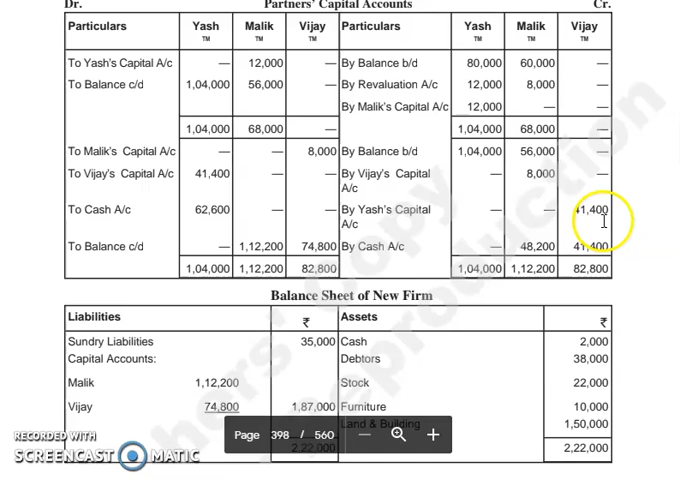 Dr. Partners' Capital Accounts Cr.
Particulars Yash Malik Vijay Particulars Yash Malik Vijay
TM TM TM TM TM TM
To Yash's Capital A/c — 12,000 — By Balance b/d 80,000 60,000 —
To Balance c/d 1,04,000 56,000 — By Revaluation A/c 12,000 8,000 —
By Malik's Capital A/c 12,000 — —
1,04,000 68,000 — 1,04,000 68,000 —
To Malik's Capital A/c — — 8,000 By Balance b/d 1,04,000 56,000 —
To Vijay's Capital A/c 41,400 — — By Vijay's Capital — 8,000 —
A/c
To Cash A/c 62,600 — — By Yash's Capital — — 41,400
A/c
To Balance c/d — 1,12,200 74,800 By Cash A/c — 48,200 41,400
1,04,000 1,12,200 82,800 1,04,000 1,12,200 82,800
Balance Sheet of New Firm
Liabilities ₹ Assets ₹
Sundry Liabilities 35,000 Cash 2,000
Capital Accounts: Debtors 38,000
Malik 1,12,200 Stock 22,000
Vijay 74,800 1,87,000 Furniture 10,000
Land & Building 1,50,000
2,22,000 2,22,000
Page 398 / 560
RECORDED WITH
SCREENCAST MATIC